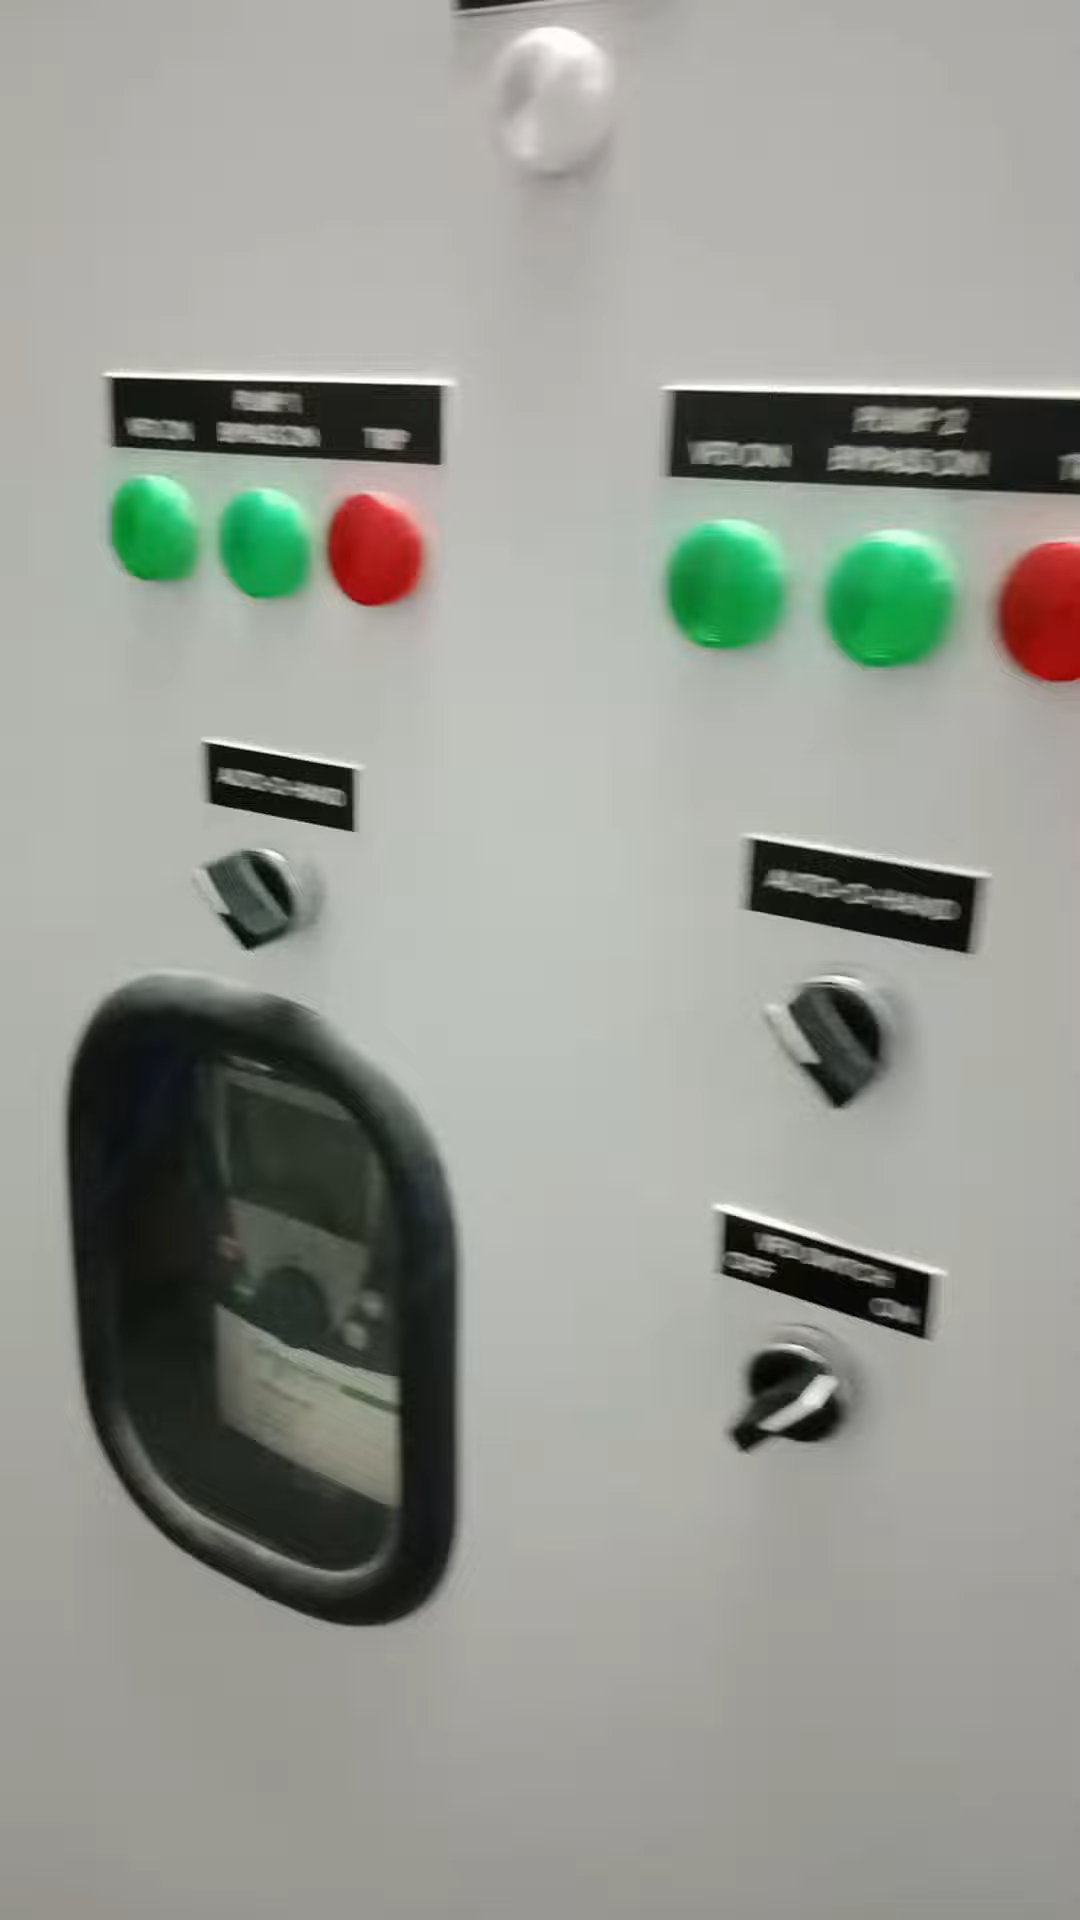 PUMP 1
VFD ON BYPASS ON TRIP
PUMP 2
VFD ON BYPASS ON
AUTO-O-HAND
AUTO-O-HAND
VFD SWITCH
OFF
ON